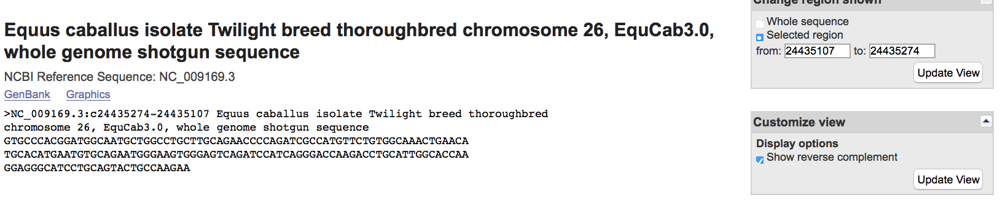 Change region shown
Equus caballus isolate Twilight breed thoroughbred chromosome 26, EquCab3.0,
whole genome shotgun sequence
NCBI Reference Sequence: NC_009169.3
GenBank Graphics
>NC_009169.3:c24435274-24435107 Equus caballus isolate Twilight breed thoroughbred
chromosome 26, EquCab3.0, whole genome shotgun sequence
GTGCCCACGGATGGCAATGCTGGCCTGCTTGCAGAACCCCAGATCGCCATGTTCTGTGGCAAACTGAACA
TGCACATGAATGTGCAGAATGGGAAGTGGGAGTCAGATCCATCAGGGACCAAGACCTGCATTGGCACCAA
GGAGGGCATCCTGCAGTACTGCCAAGAA
Whole sequence
Selected region
from: 24435107 to: 24435274
Update View
Customize view
Display options
Show reverse complement
Update View